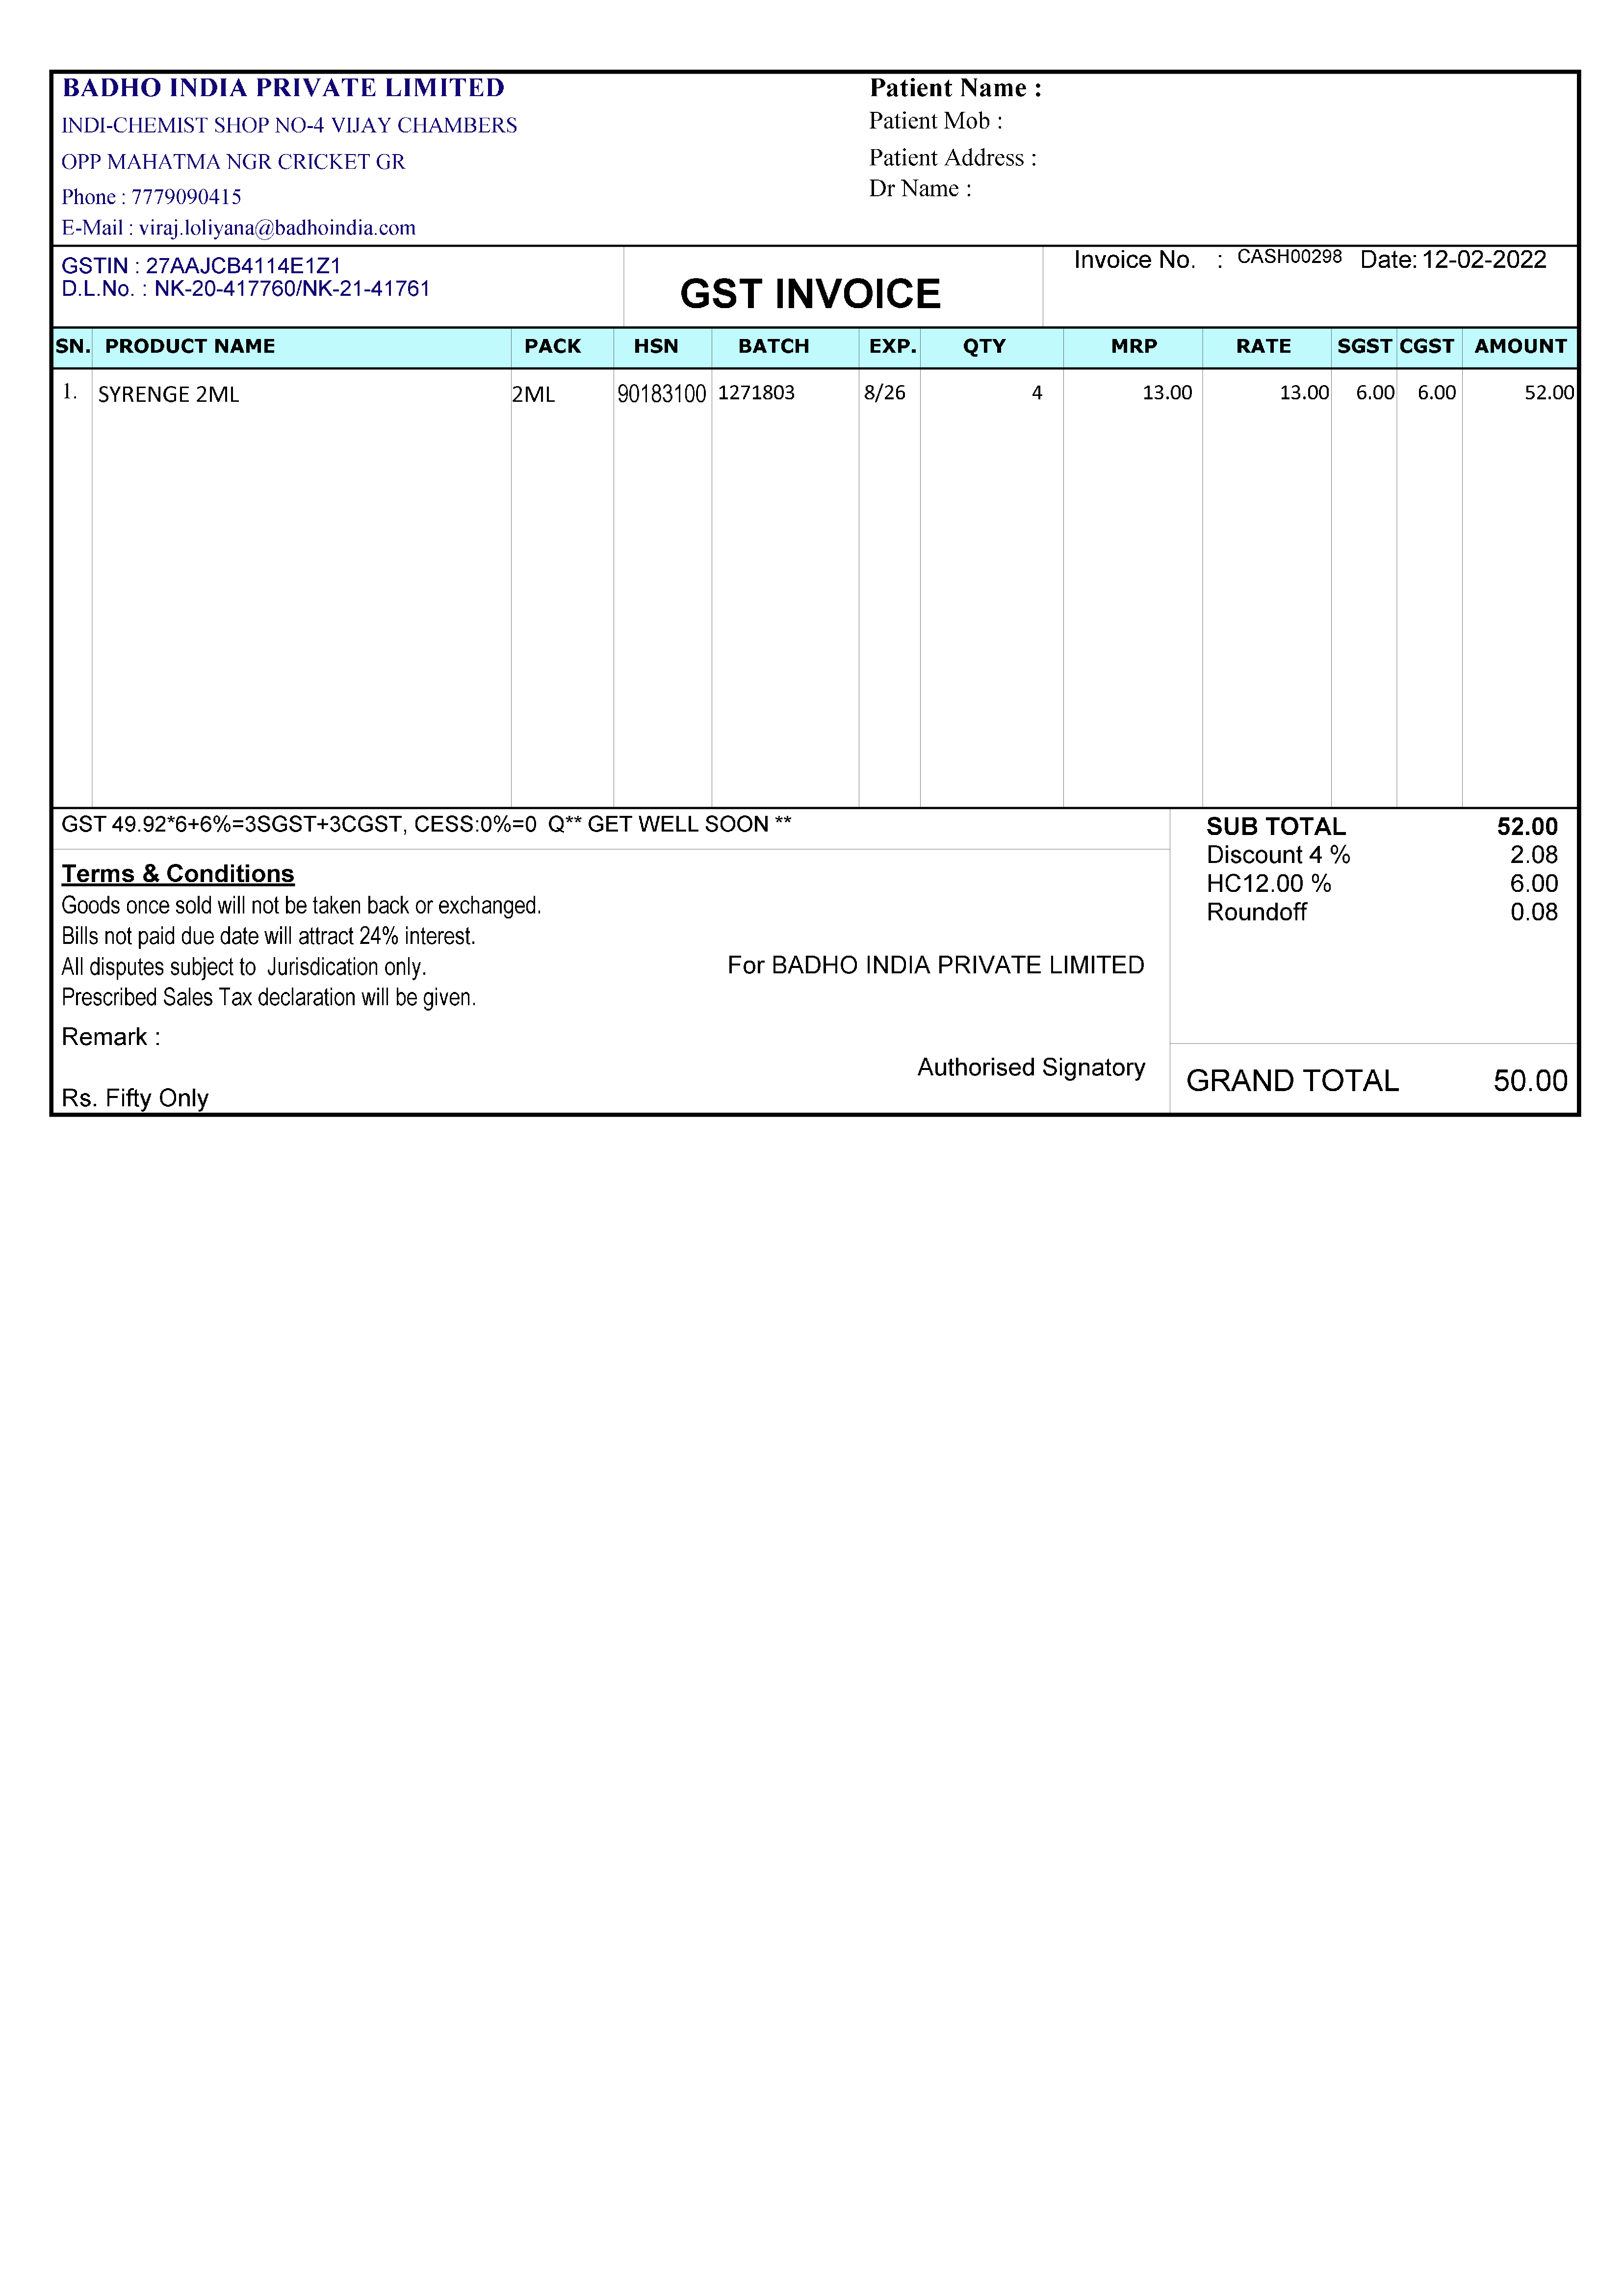 BADHO INDIA PRIVATE LIMITED
INDI-CHEMIST SHOP NO-4 VIJAY CHAMBERS
OPP MAHATMA NGR CRICKET GR
Phone : 7779090415
E-Mail : viraj.loliyana@badhoindia.com
Patient Name :
Patient Mob :
Patient Address :
Dr Name :
GSTIN : 27AAJCB4114E1Z1
D.L.No. : NK-20-417760/NK-21-41761
GST INVOICE
Invoice No. : CASH00298 Date: 12-02-2022
SN. PRODUCT NAME PACK HSN BATCH EXP. QTY MRP RATE SGST CGST AMOUNT
1. SYRENGE 2ML 2ML 90183100 1271803 8/26 4 13.00 13.00 6.00 6.00 52.00
GST 49.92*6+6%=3SGST+3CGST, CESS:0%=0 Q** GET WELL SOON **
Terms & Conditions
Goods once sold will not be taken back or exchanged.
Bills not paid due date will attract 24% interest.
All disputes subject to Jurisdication only.
Prescribed Sales Tax declaration will be given.
Remark :
Rs. Fifty Only
For BADHO INDIA PRIVATE LIMITED
Authorised Signatory
SUB TOTAL 52.00
Discount 4 % 2.08
HC12.00 % 6.00
Roundoff 0.08
GRAND TOTAL 50.00